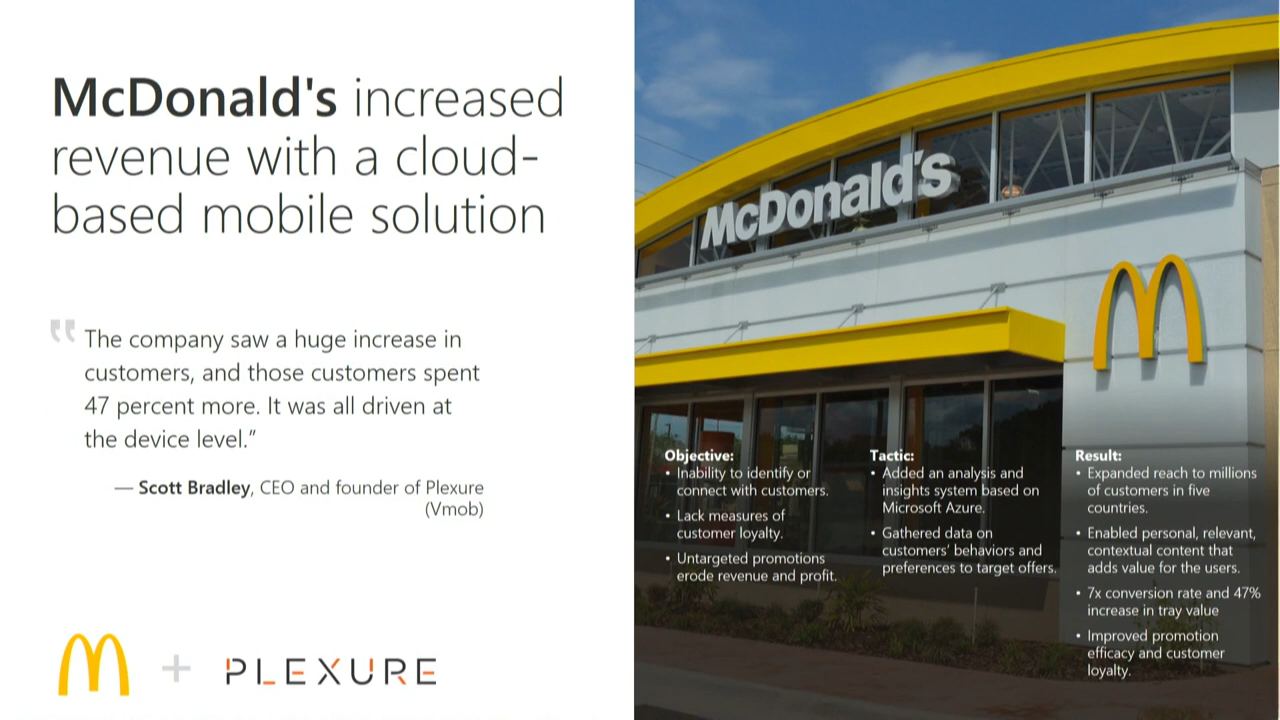 McDonald's increased
revenue with a cloud-
based mobile solution
" The company saw a huge increase in
customers, and those customers spent
47 percent more. It was all driven at
the device level.”
— Scott Bradley, CEO and founder of Plexure
(Vmob)
+ PLEXURE
McDonald's
Objective:
• Inability to identify or
connect with customers.
• Lack measures of
customer loyalty.
• Untargeted promotions
erode revenue and profit.
Tactic:
• Added an analysis and
insights system based on
Microsoft Azure.
• Gathered data on
customers’ behaviors and
preferences to target offers.
Result:
• Expanded reach to millions
of customers in five
countries.
• Enabled personal, relevant,
contextual content that
adds value for the users.
• 7x conversion rate and 47%
increase in tray value
• Improved promotion
efficacy and customer
loyalty.